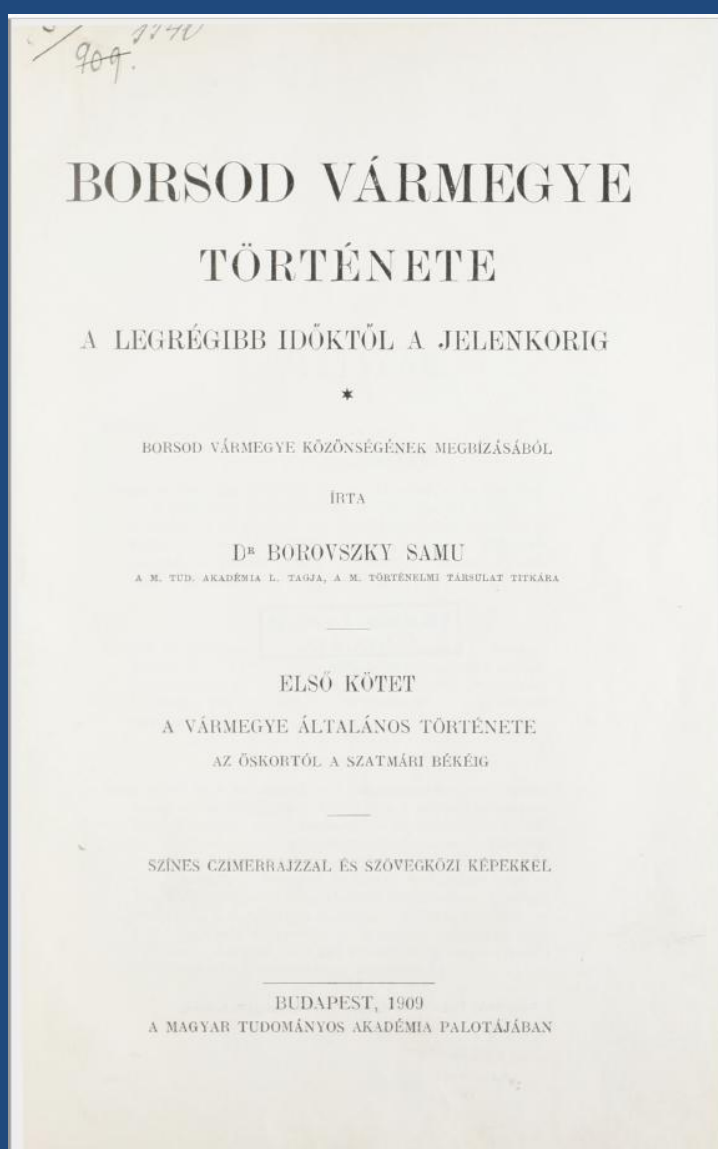 909.
BORSOD VÁRMEGYE
TÖRTÉNETE
A LEGRÉGIBB IDŐKTŐL A JELENKORIG
*
BORSOD VÁRMEGYE KÖZÖNSÉGÉNEK MEGBÍZÁSÁBÓL
ÍRTA
DR BOROVSZKY SAMU
A M. TUD. AKADÉMIA L. TAGJA, A M. TÖRTÉNELMI TÁRSULAT TITKÁRA
ELSŐ KÖTET
A VÁRMEGYE ÁLTALÁNOS TÖRTÉNETE
AZ ŐSKORTÓL A SZATMÁRI BÉKÉIG
SZÍNES CZIMERRAJZZAL ÉS SZÖVEGKÖZI KÉPEKKEL
BUDAPEST, 1909
A MAGYAR TUDOMÁNYOS AKADÉMIA PALOTÁJÁBAN